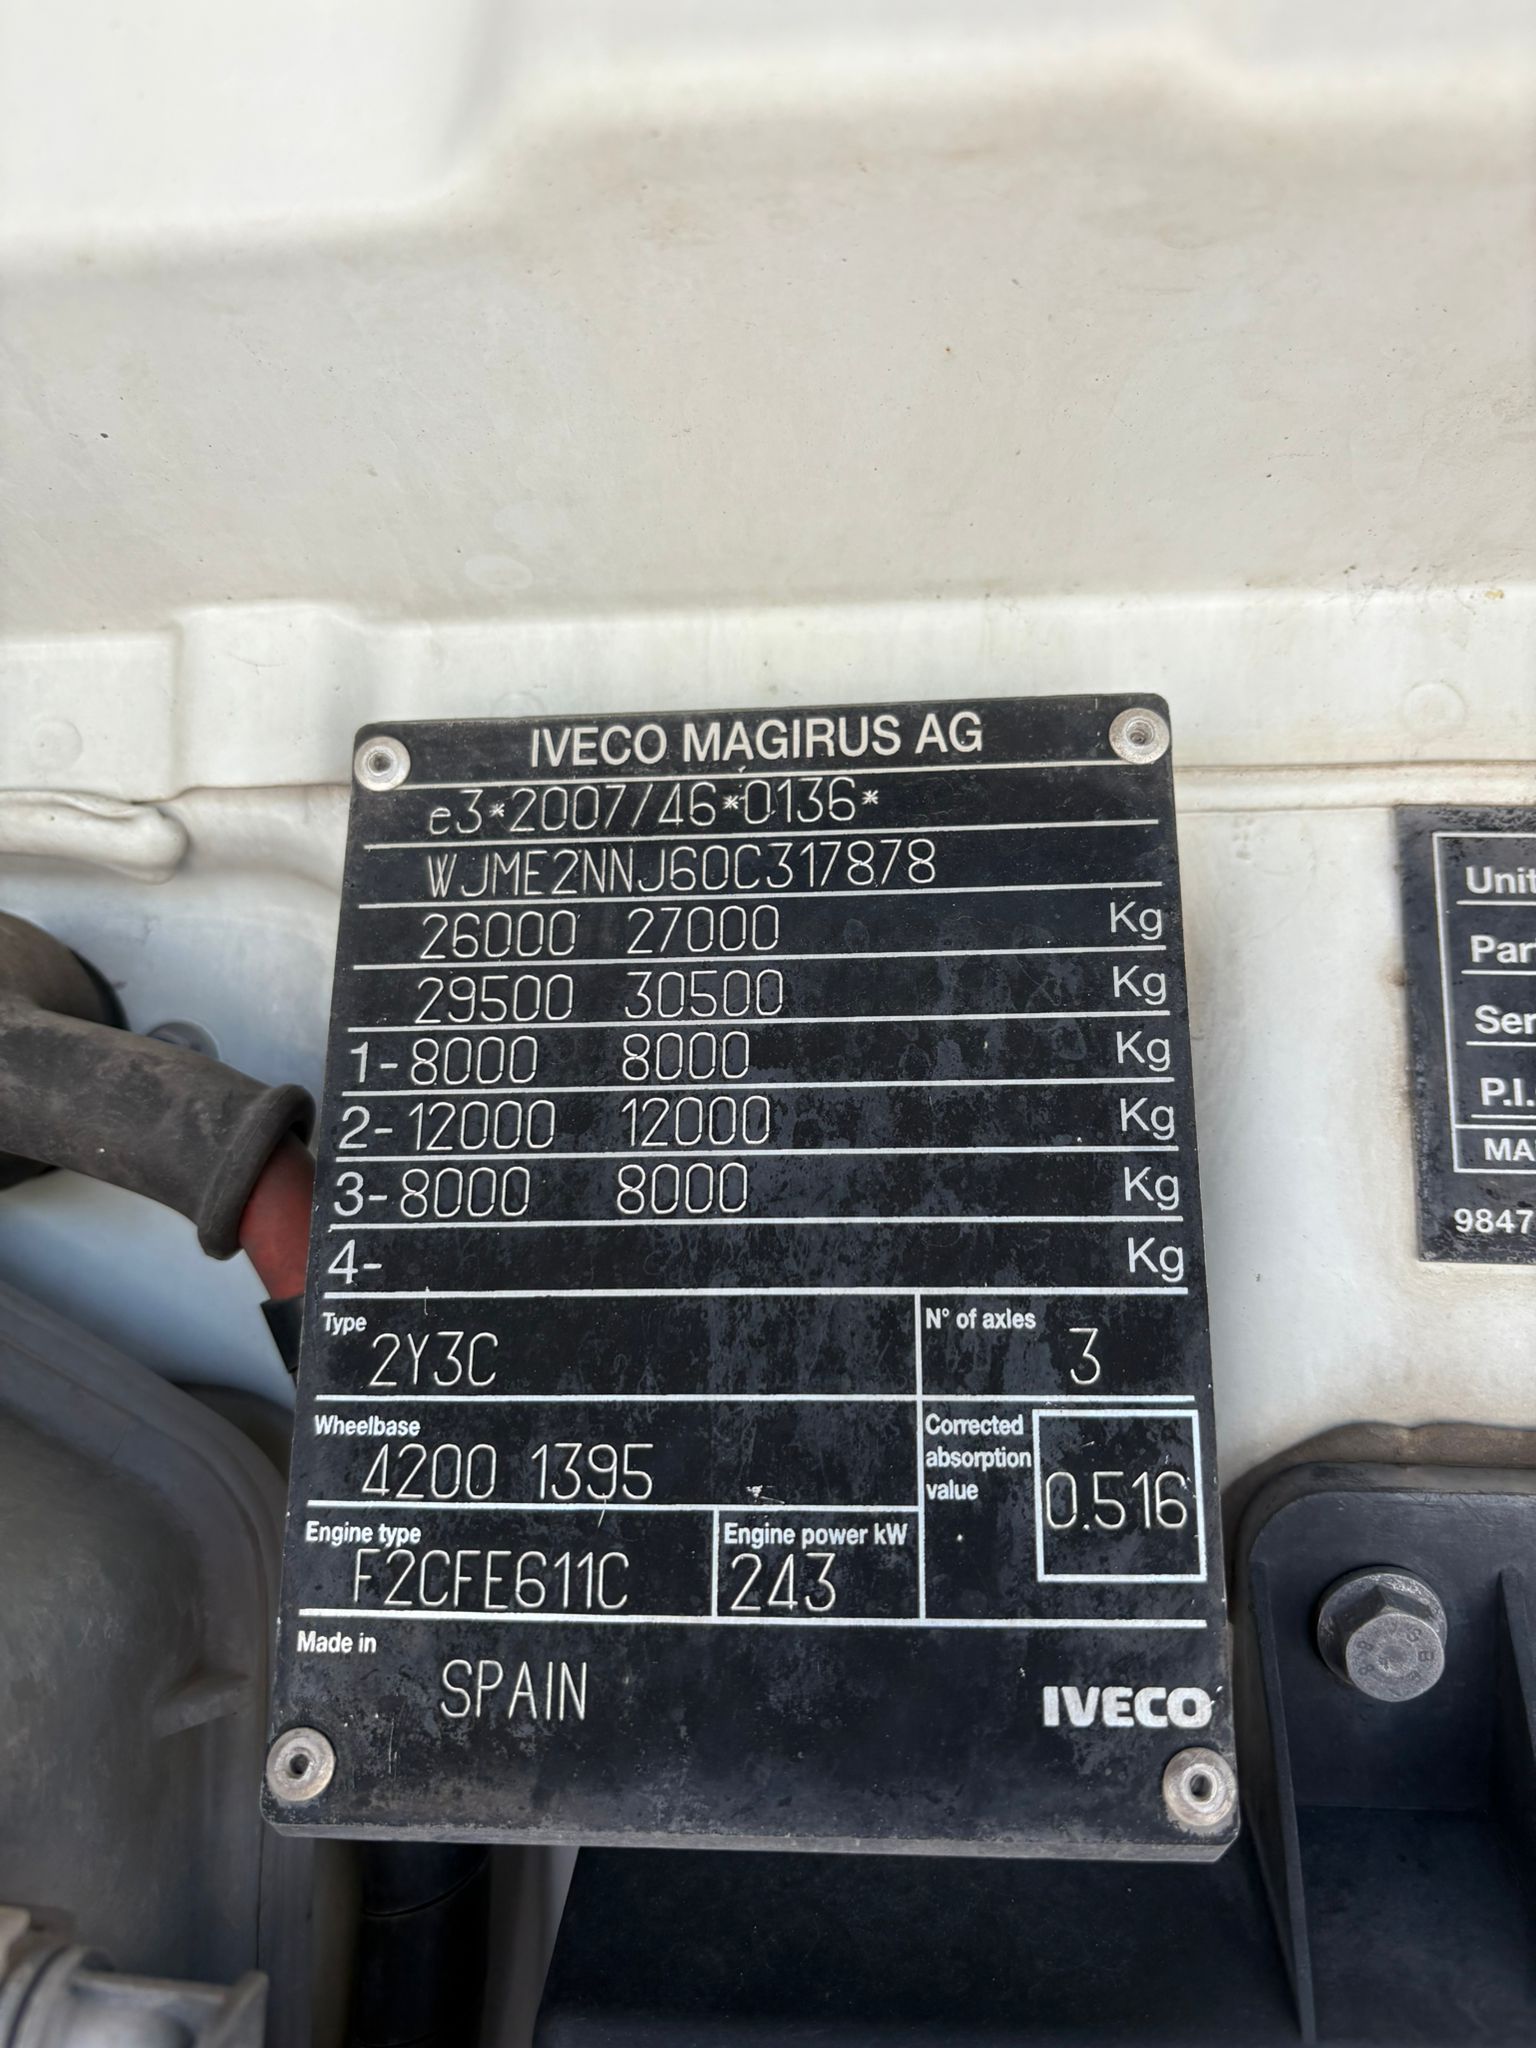 IVECO MAGIRUS AG
e3*2007/46*0136*
WJME2NNJ60C317878
26000 27000 Kg
29500 30500 Kg
1-8000 8000 Kg
2-12000 12000 Kg
3-8000 8000 Kg
4- Kg
Type
2Y3C
N° of axles
3
Wheelbase
4200 1395
Corrected
absorption
value
0.516
Engine type
F2CFE611C
Engine power kW
243
Made in
SPAIN
IVECO
Unit
Par
Ser
P.I.
MA
9847